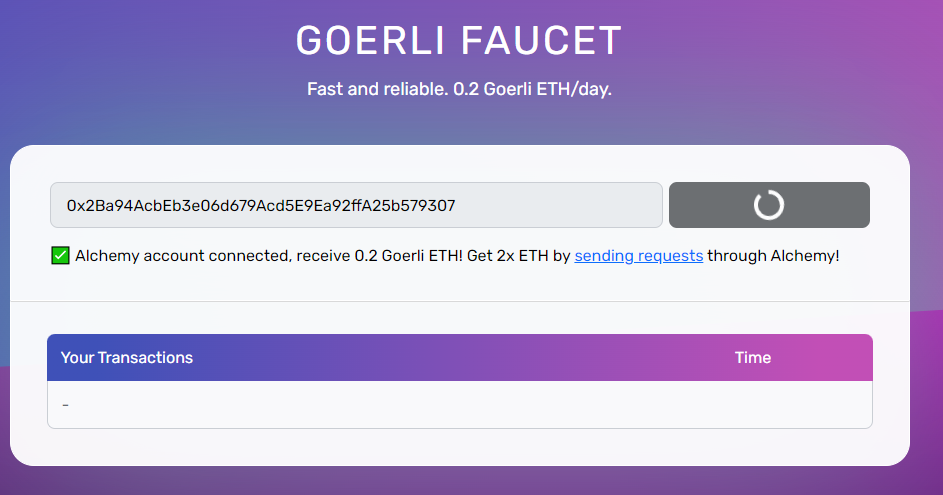 GOERLI FAUCET
Fast and reliable. 0.2 Goerli ETH/day.
0x2Ba94AcbEb3e06d679Acd5E9Ea92ffA25b579307
✅ Alchemy account connected, receive 0.2 Goerli ETH! Get 2x ETH by sending requests through Alchemy!
Your Transactions Time
-